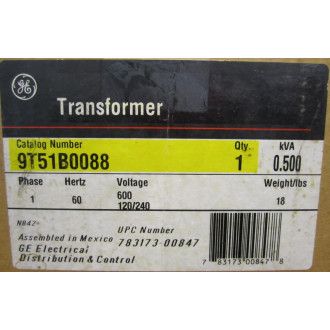 GE
Transformer
Catalog Number Qty. kVA
9T51B0088 1 0.500
Phase Hertz Voltage Weight/lbs
1 60 600 18
120/240
UPC Number
Assembled in Mexico 783173-00847
GE Electrical
Distribution & Control
7 83173 00847 8